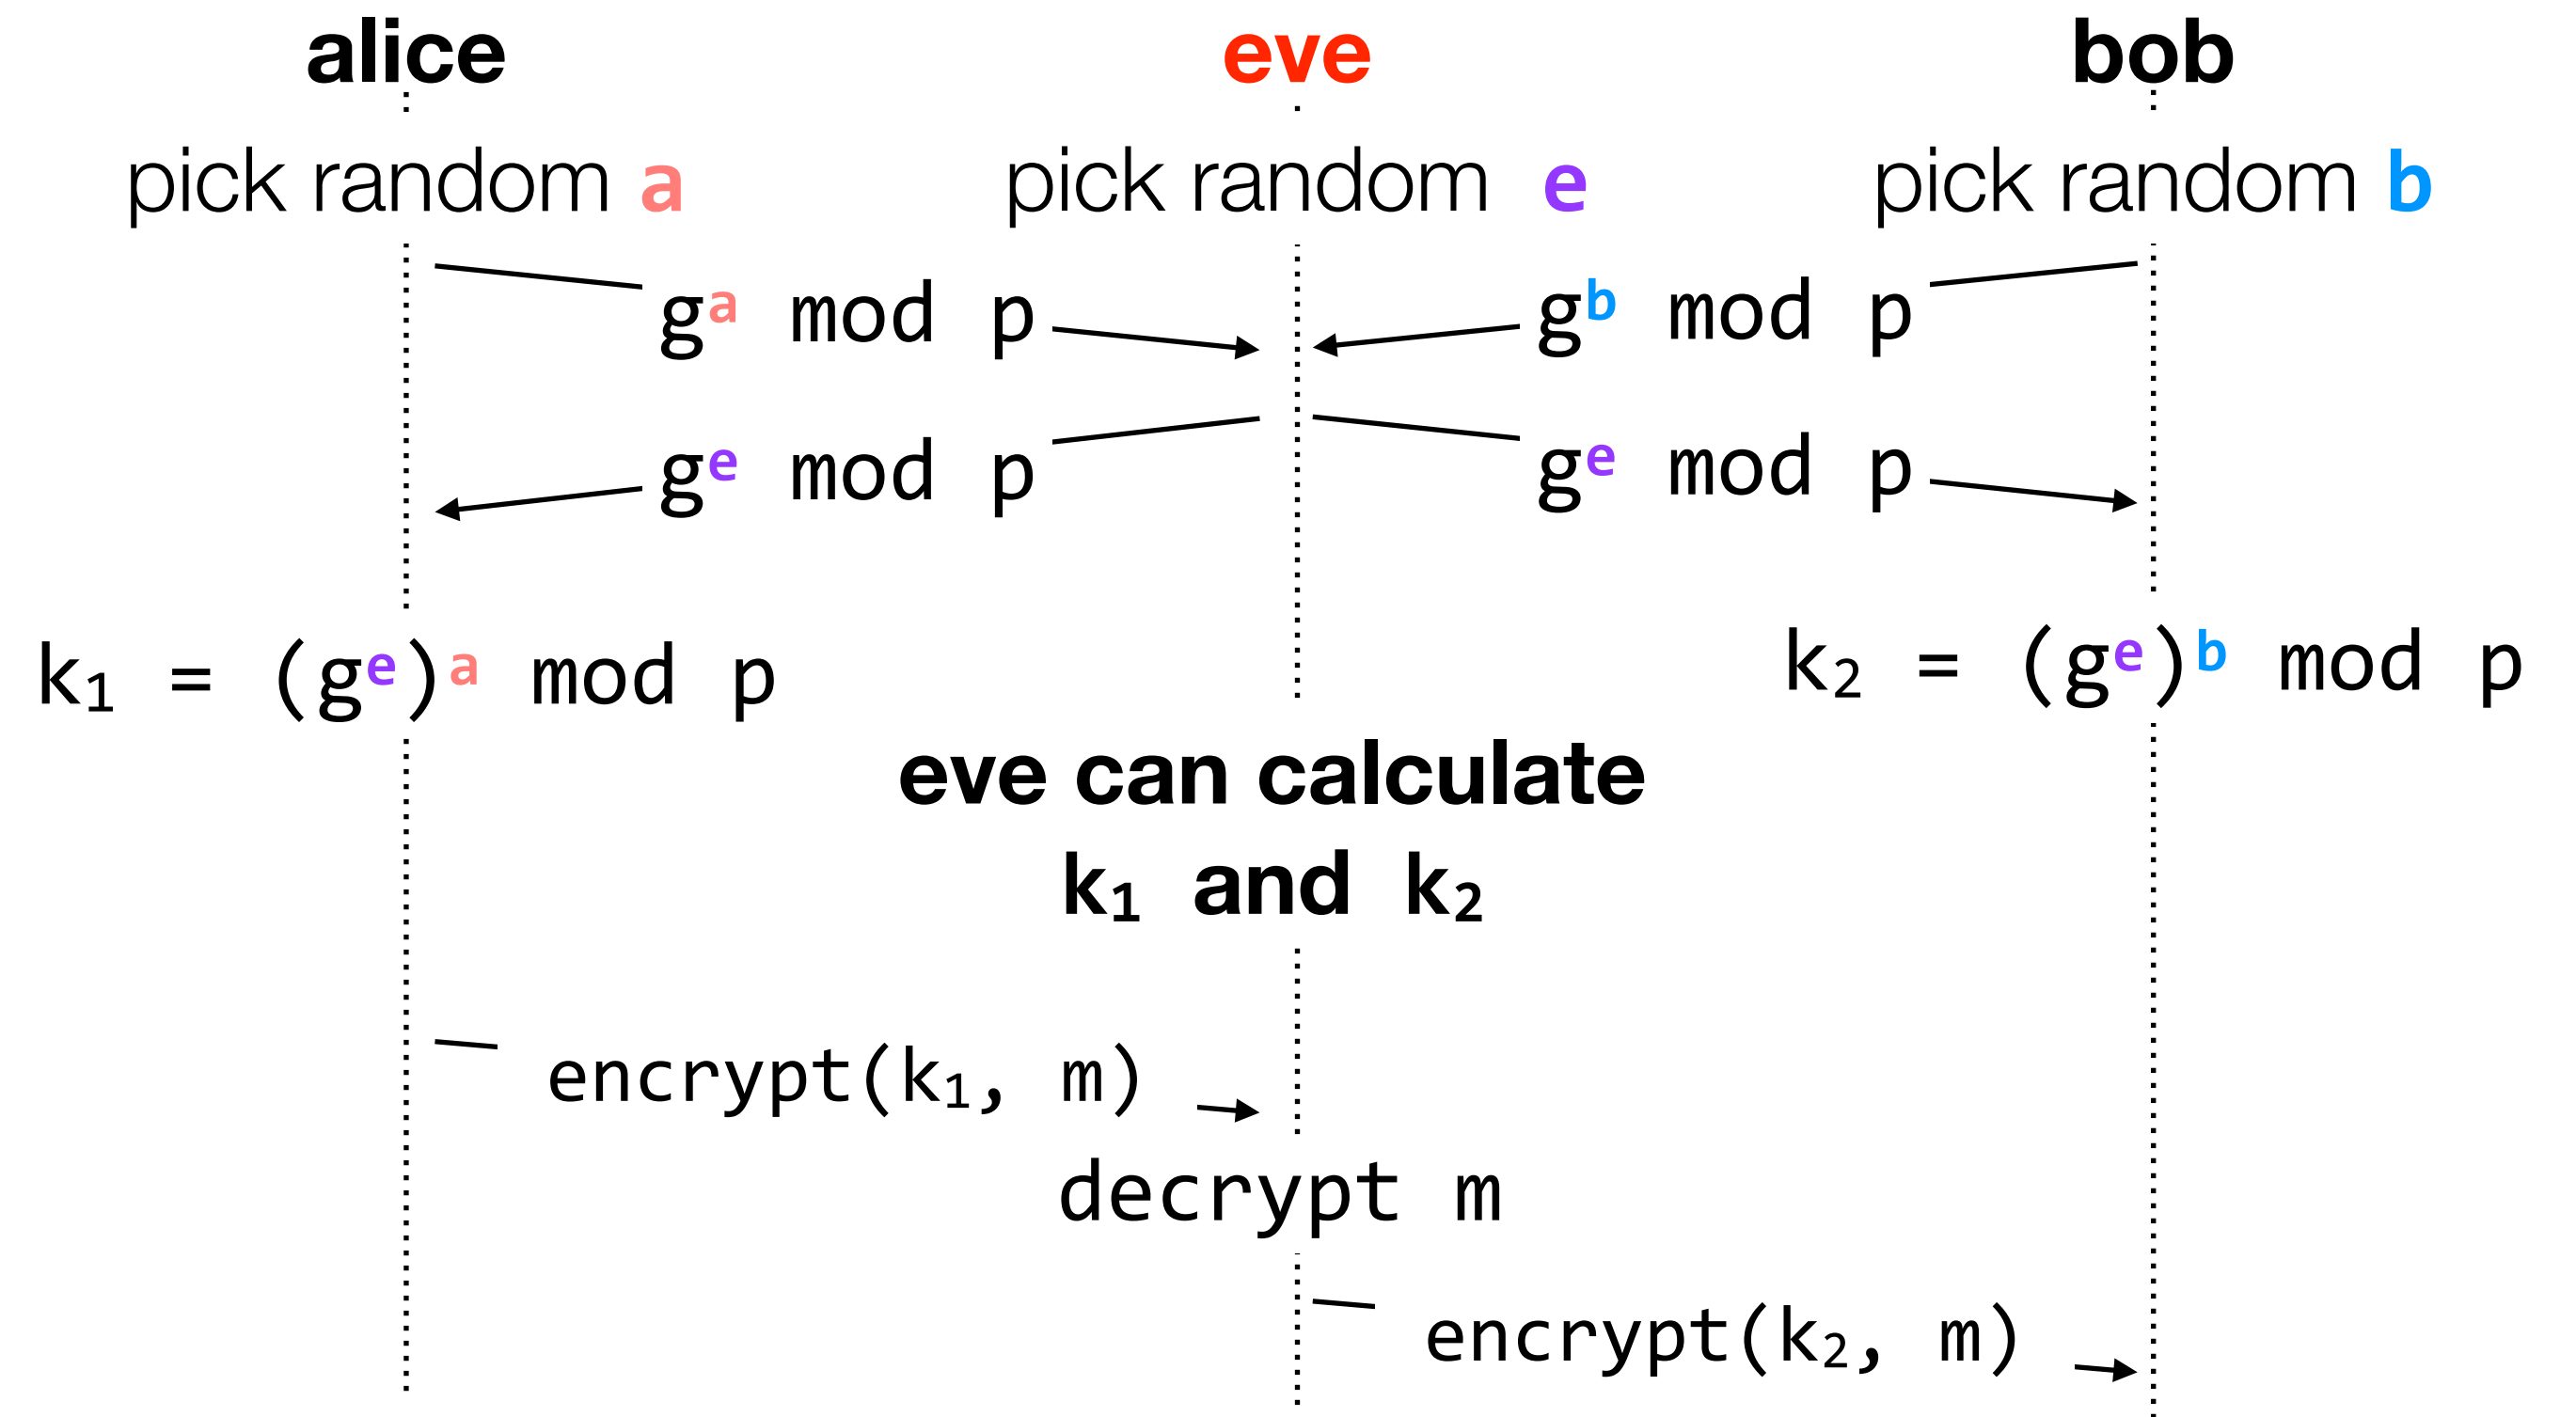 alice eve bob
pick random a pick random e pick random b
gᵃ mod p gᵇ mod p
gᵉ mod p gᵉ mod p
k₁ = (gᵉ)ᵃ mod p k₂ = (gᵉ)ᵇ mod p
eve can calculate
k₁ and k₂
encrypt(k₁, m)
decrypt m
encrypt(k₂, m)